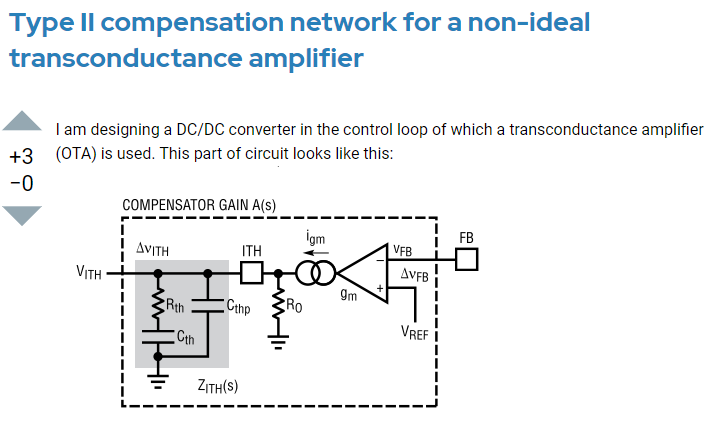 Type II compensation network for a non-ideal
transconductance amplifier
I am designing a DC/DC converter in the control loop of which a transconductance amplifier
+3 (OTA) is used. This part of circuit looks like this:
−0
COMPENSATOR GAIN A(s)
igm
FB
ΔVITH
ITH
VFB
VITH
ΔVFB
gm
Rth
Cthp
RO
Cth
VREF
ZITH(S)